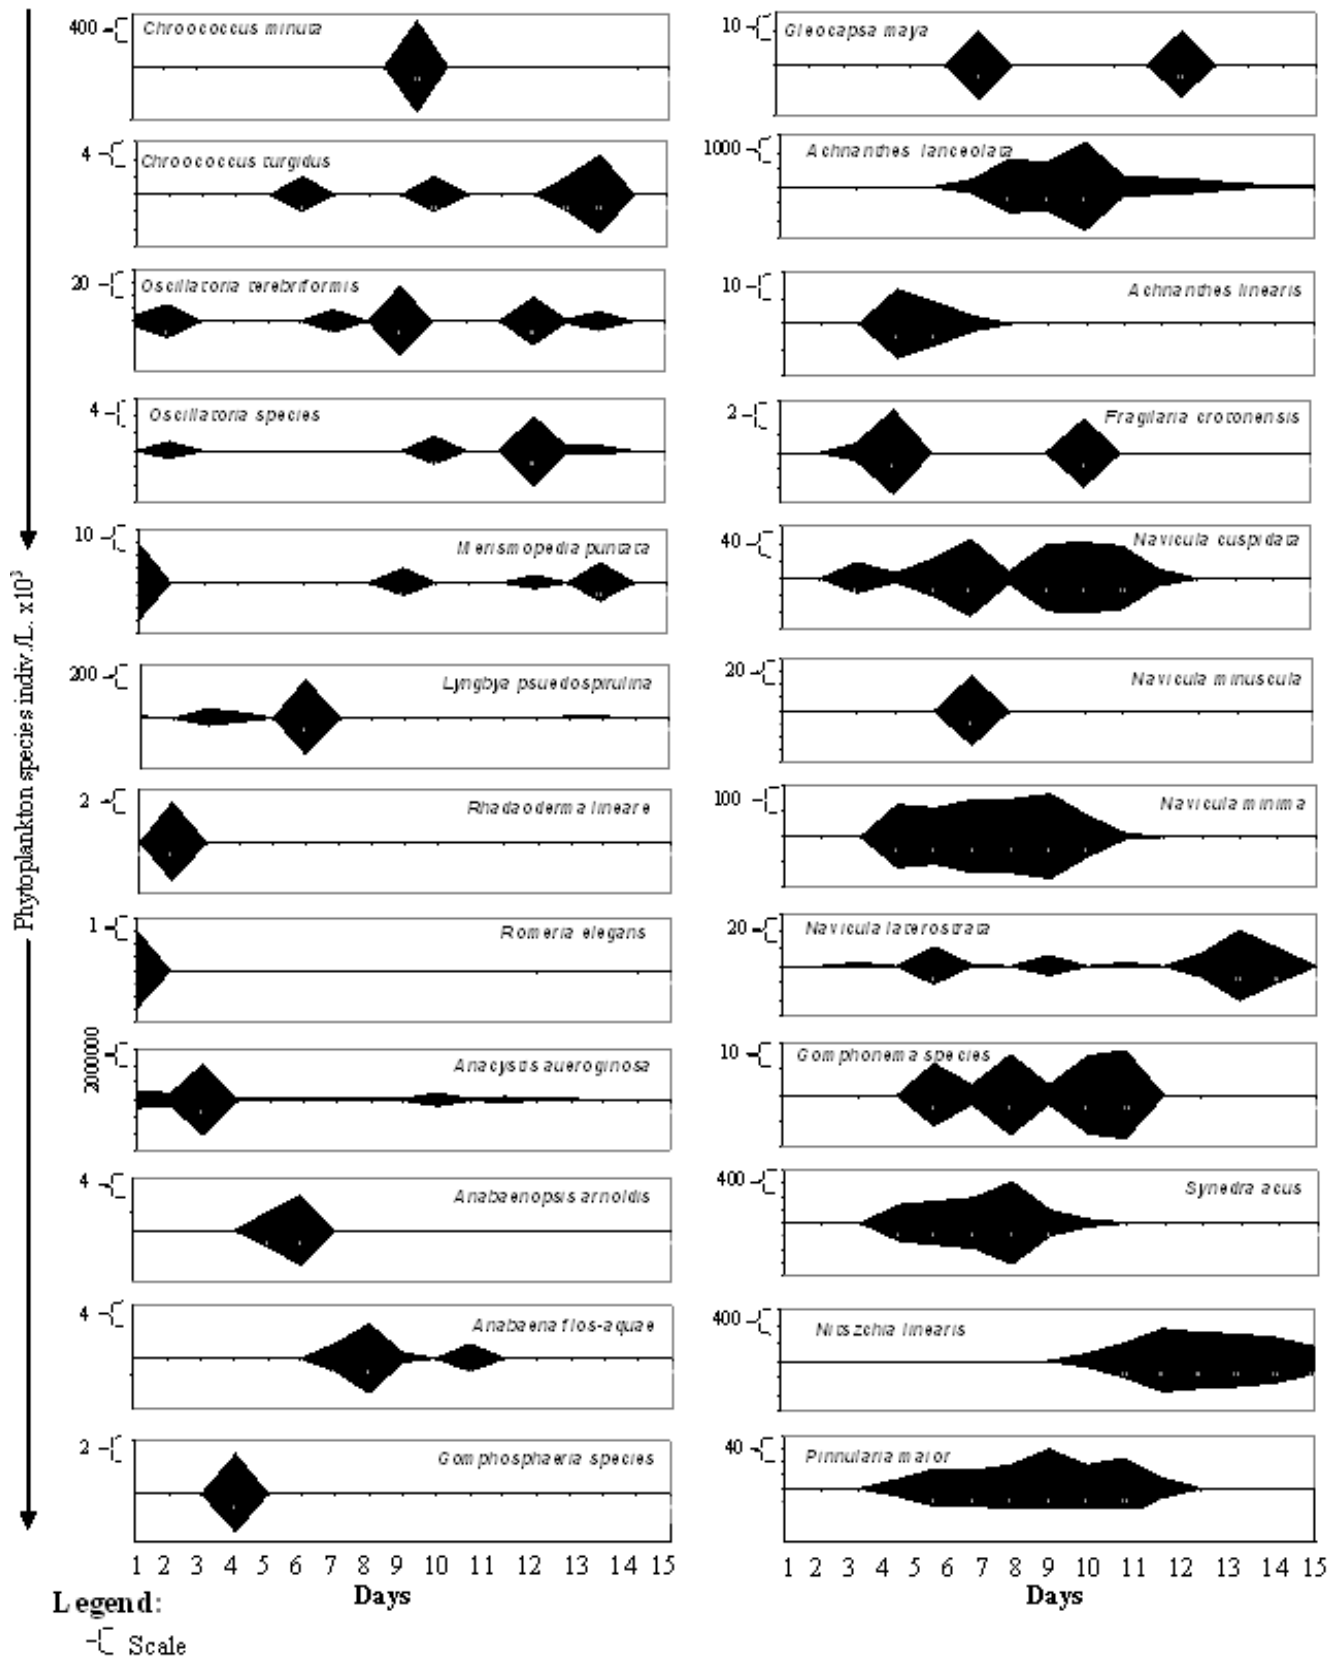 Phytoplankton species indiv./L. x10³
400
Chroococcus minuta
4
Chroococcus turgidus
20
Oscillatoria terebriformis
4
Oscillatoria species
10
Merismopedia puntata
200
Lyngbya psuedospirulina
2
Rhadaoderma lineare
1
Romeria elegans
2000000
Anacystis aueroginosa
4
Anabaenopsis arnoldis
4
Anabaena flos-aquae
2
Gomphosphaeria species
1 2 3 4 5 6 7 8 9 10 11 12 13 14 15
Days
10
Gleocapsa maya
1000
Achnanthes lanceolata
10
Achnanthes linearis
2
Fragilaria crotonensis
40
Navicula cuspidata
20
Navicula minuscula
100
Navicula minima
20
Navicula laterostrata
10
Gomphonema species
400
Synedra acus
400
Nitszchia linearis
40
Pinnularia maior
1 2 3 4 6 7 8 9 10 11 12 13 14 15
Days
Legend:
Scale